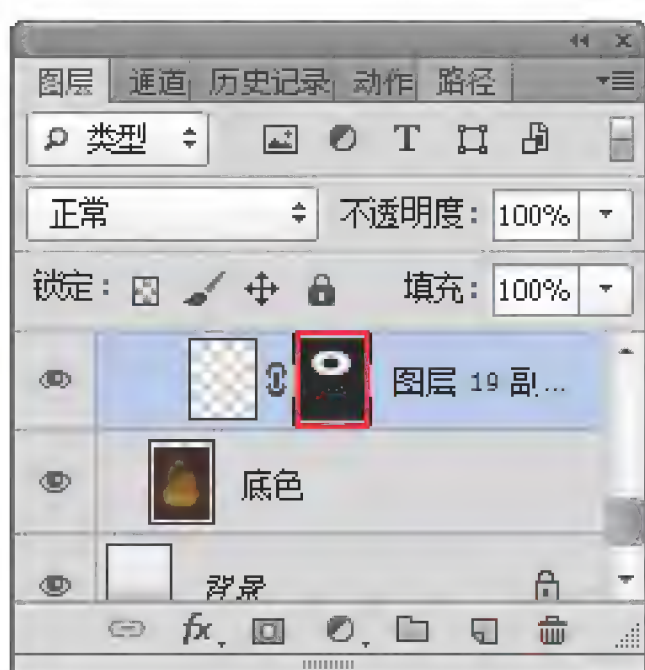 图层 通道 历史记录 动作 路径
类型 T
正常 不透明度: 100%
锁定: 填充: 100%
图层 19 副...
底色
背景
fx